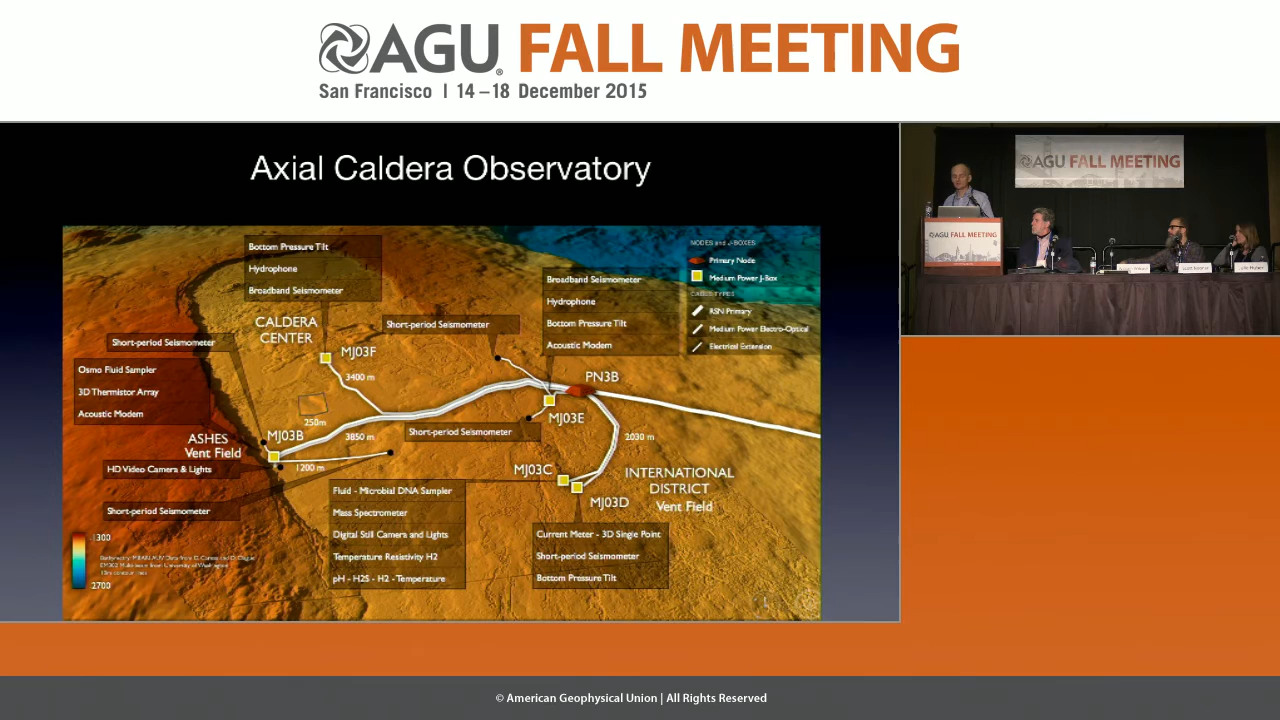 AGU FALL MEETING
San Francisco | 14–18 December 2015
Axial Caldera Observatory
Bottom Pressure Tilt
Hydrophone
Broadband Seismometer
CALDERA
CENTER
MJ03F
3400 m
Short-period Seismometer
Broadband Seismometer
Hydrophone
Bottom Pressure Tilt
Acoustic Modem
NODES and J-BOXES
Primary Node
Medium Power J-Box
CABLE TYPES
RSN Primary
Medium Power Electro-Optical
Electrical Extension
Short-period Seismometer
Osmo Fluid Sampler
3D Thermistor Array
Acoustic Modem
PN3B
MJ03E
250m
MJ03B
3850 m
Short-period Seismometer
2030 m
ASHES
Vent Field
1200 m
HD Video Camera & Lights
Short-period Seismometer
MJ03C
MJ03D
INTERNATIONAL
DISTRICT
Vent Field
Fluid - Microbial DNA Sampler
Mass Spectrometer
Digital Still Camera and Lights
Temperature Resistivity H2
pH - H2S - H2 - Temperature
Current Meter - 3D Single Point
Short-period Seismometer
Bottom Pressure Tilt
1300
2700
AGU FALL MEETING
AGU FALL MEETING
© American Geophysical Union | All Rights Reserved